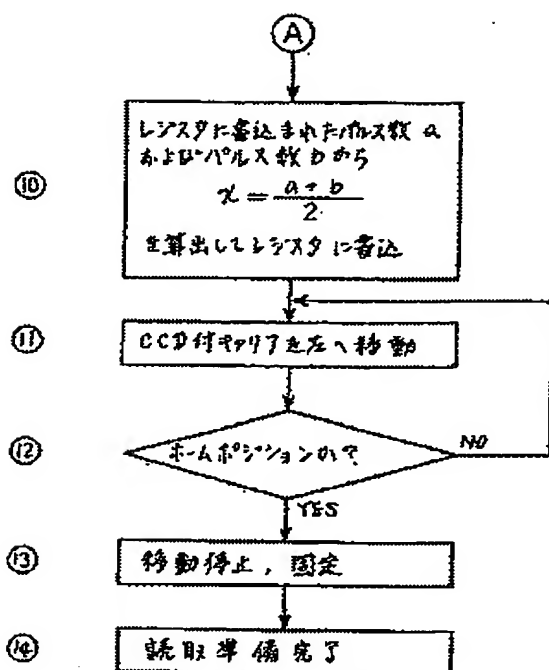 A
⑩
レジスタに書込まれたパルス数 a
およびパルス数 b から
x = a + b / 2
を算出してレジスタに書込
⑪
CCD付キャリアを左へ移動
⑫
ホームポジションか?
NO
YES
⑬
移動停止, 固定
⑭
読取準備完了